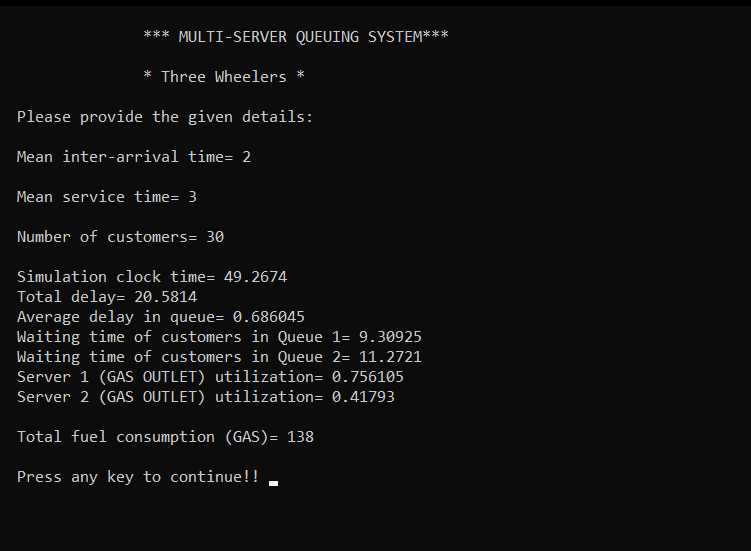 *** MULTI-SERVER QUEUING SYSTEM***
* Three Wheelers *
Please provide the given details:
Mean inter-arrival time= 2
Mean service time= 3
Number of customers= 30
Simulation clock time= 49.2674
Total delay= 20.5814
Average delay in queue= 0.686045
Waiting time of customers in Queue 1= 9.30925
Waiting time of customers in Queue 2= 11.2721
Server 1 (GAS OUTLET) utilization= 0.756105
Server 2 (GAS OUTLET) utilization= 0.41793
Total fuel consumption (GAS)= 138
Press any key to continue!!